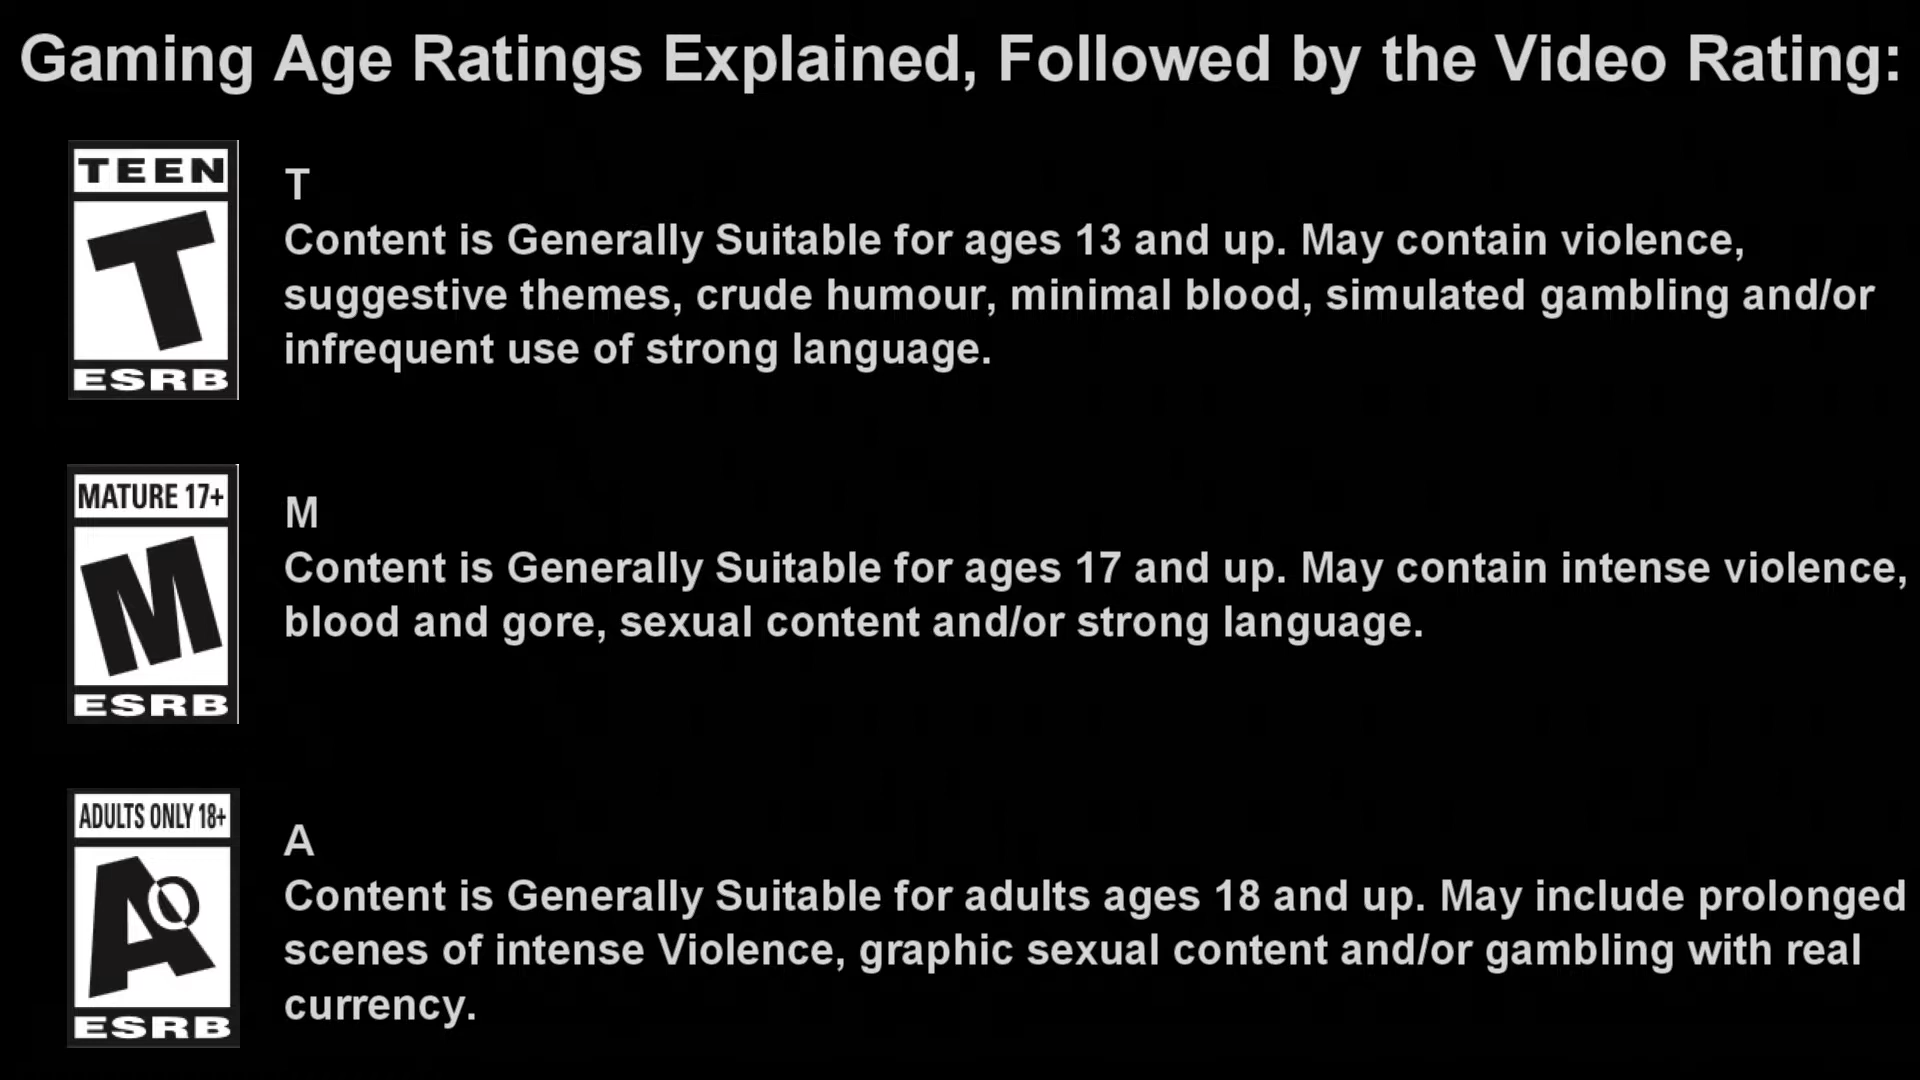 Gaming Age Ratings Explained, Followed by the Video Rating:
TEEN
T
ESRB
T
Content is Generally Suitable for ages 13 and up. May contain violence,
suggestive themes, crude humour, minimal blood, simulated gambling and/or
infrequent use of strong language.
MATURE 17+
M
ESRB
M
Content is Generally Suitable for ages 17 and up. May contain intense violence,
blood and gore, sexual content and/or strong language.
ADULTS ONLY 18+
AO
ESRB
A
Content is Generally Suitable for adults ages 18 and up. May include prolonged
scenes of intense Violence, graphic sexual content and/or gambling with real
currency.